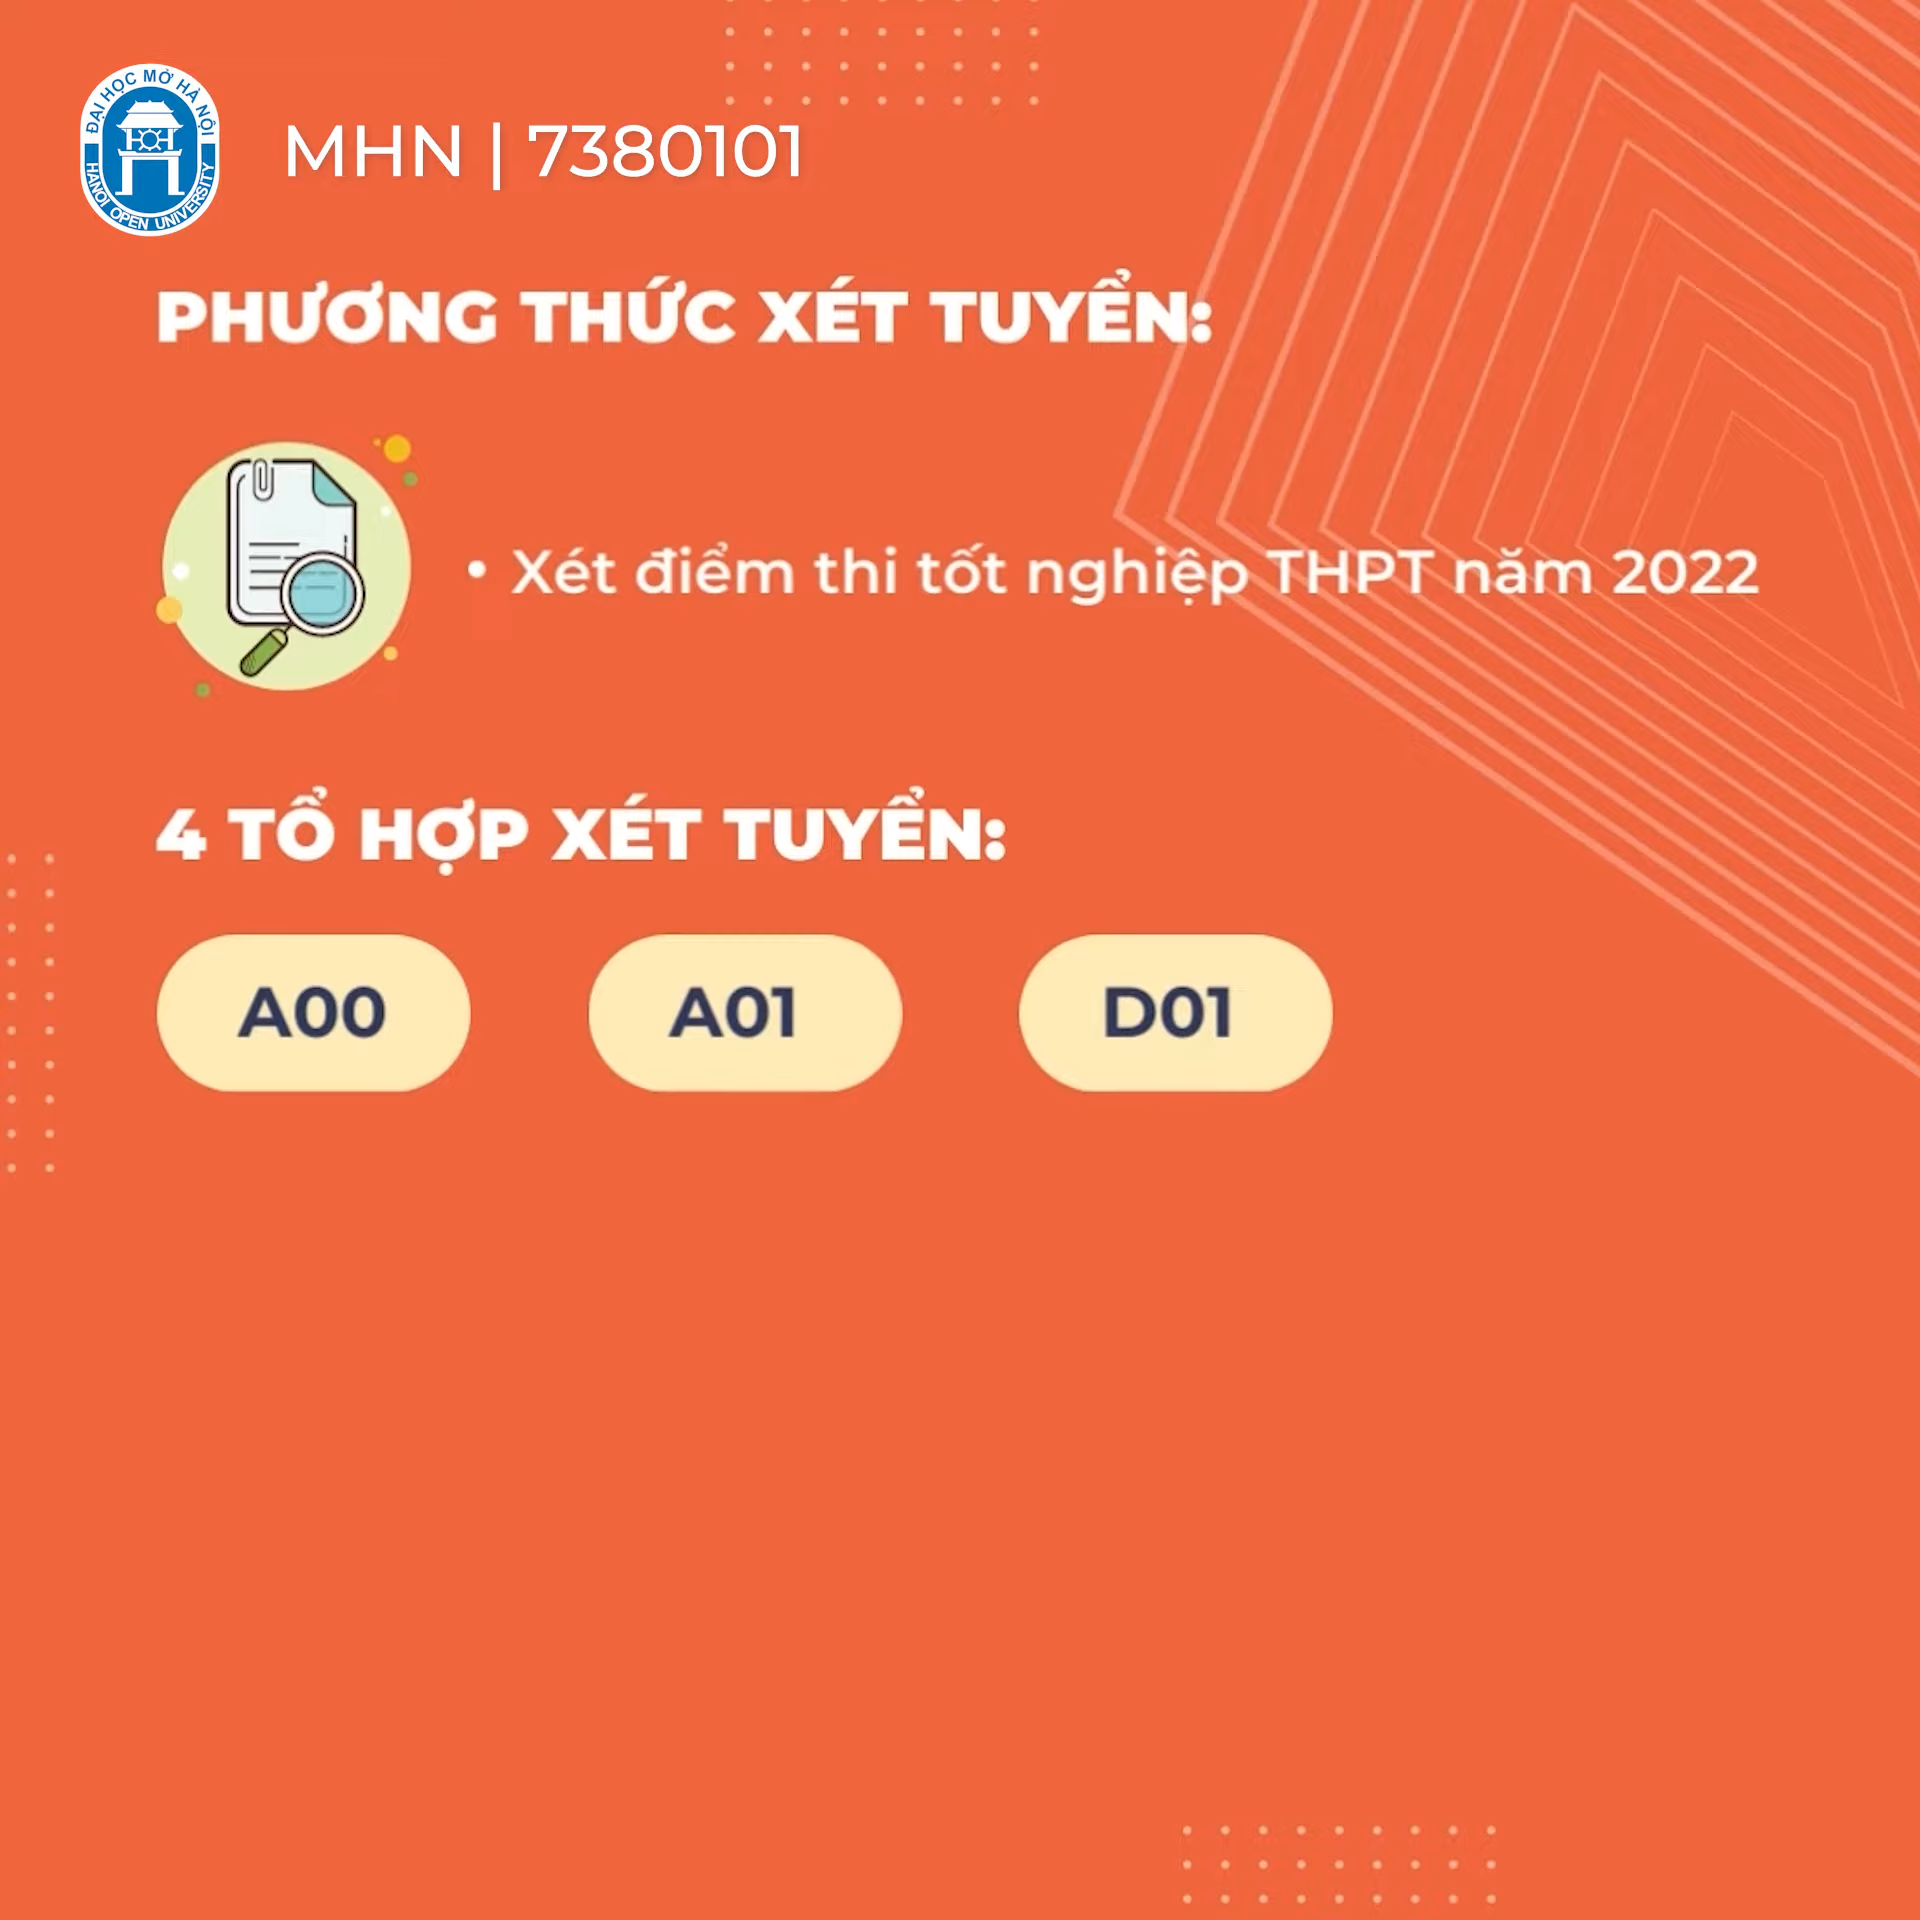 ĐẠI HỌC MỞ HÀ NỘI
HANOI OPEN UNIVERSITY
MHN | 7380101
PHƯƠNG THỨC XÉT TUYỂN:
• Xét điểm thi tốt nghiệp THPT năm 2022
4 TỔ HỢP XÉT TUYỂN:
A00 A01 D01